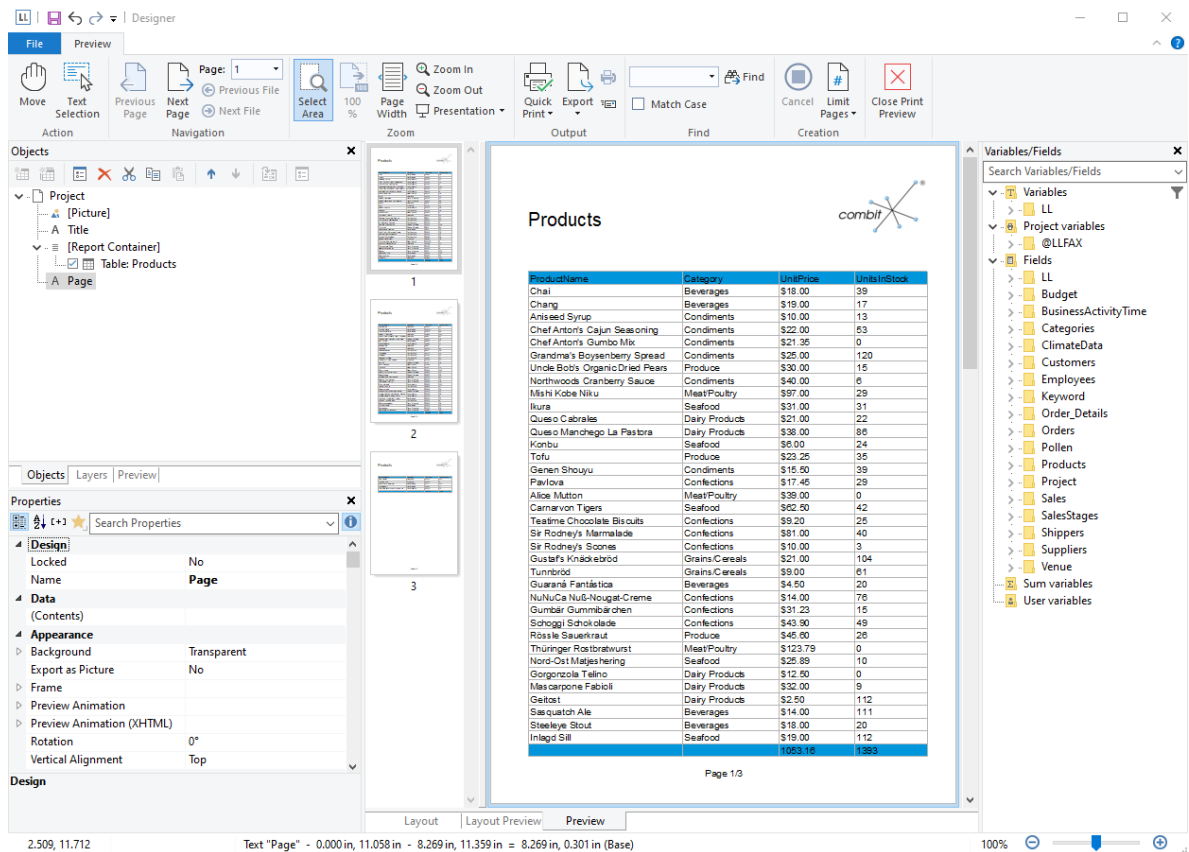 LL Designer
File Preview
Move Text Selection Previous Page Next Page Page: 1 Previous File Next File Select Area 100 % Page Width Zoom In Zoom Out Presentation Quick Print Export Find Match Case Cancel Limit Pages Close Print Preview
Action Navigation Zoom Output Find Creation
Objects
Project
[Picture]
A Title
[Report Container]
Table: Products
A Page
Objects Layers Preview
Properties
Search Properties
Design
Locked No
Name Page
Data
(Contents)
Appearance
Background Transparent
Export as Picture No
Frame
Preview Animation
Preview Animation (XHTML)
Rotation 0°
Vertical Alignment Top
Design
1
2
3
Products
combit
ProductName Category UnitPrice UnitsInStock
Chai Beverages $18.00 39
Chang Beverages $19.00 17
Aniseed Syrup Condiments $10.00 13
Chef Anton's Cajun Seasoning Condiments $22.00 53
Chef Anton's Gumbo Mix Condiments $21.35 0
Grandma's Boysenberry Spread Condiments $25.00 120
Uncle Bob's Organic Dried Pears Produce $30.00 15
Northwoods Cranberry Sauce Condiments $40.00 6
Mishi Kobe Niku Meat/Poultry $97.00 29
Ikura Seafood $31.00 31
Queso Cabrales Dairy Products $21.00 22
Queso Manchego La Pastora Dairy Products $38.00 86
Konbu Seafood $6.00 24
Tofu Produce $23.25 35
Genen Shouyu Condiments $15.50 39
Pavlova Confections $17.45 29
Alice Mutton Meat/Poultry $39.00 0
Carnarvon Tigers Seafood $62.50 42
Teatime Chocolate Biscuits Confections $9.20 25
Sir Rodney's Marmalade Confections $81.00 40
Sir Rodney's Scones Confections $10.00 3
Gustaf's Knäckebröd Grains/Cereals $21.00 104
Tunnbröd Grains/Cereals $9.00 61
Guaraná Fantástica Beverages $4.50 20
NuNuCa Nuß-Nougat-Creme Confections $14.00 76
Gumbär Gummibärchen Confections $31.23 15
Schoggi Schokolade Confections $43.90 49
Rössle Sauerkraut Produce $45.60 26
Thüringer Rostbratwurst Meat/Poultry $123.79 0
Nord-Ost Matjeshering Seafood $25.89 10
Gorgonzola Telino Dairy Products $12.50 0
Mascarpone Fabioli Dairy Products $32.00 9
Geitost Dairy Products $2.50 112
Sasquatch Ale Beverages $14.00 111
Steeleye Stout Beverages $18.00 20
Inlagd Sill Seafood $19.00 112
1053.16 1393
Page 1/3
Layout Layout Preview Preview
Variables/Fields
Search Variables/Fields
Variables
LL
Project variables
@LLFAX
Fields
LL
Budget
BusinessActivityTime
Categories
ClimateData
Customers
Employees
Keyword
Order_Details
Orders
Pollen
Products
Project
Sales
SalesStages
Shippers
Suppliers
Venue
Sum variables
User variables
2.509, 11.712 Text "Page" - 0.000 in, 11.058 in - 8.269 in, 11.359 in = 8.269 in, 0.301 in (Base) 100%